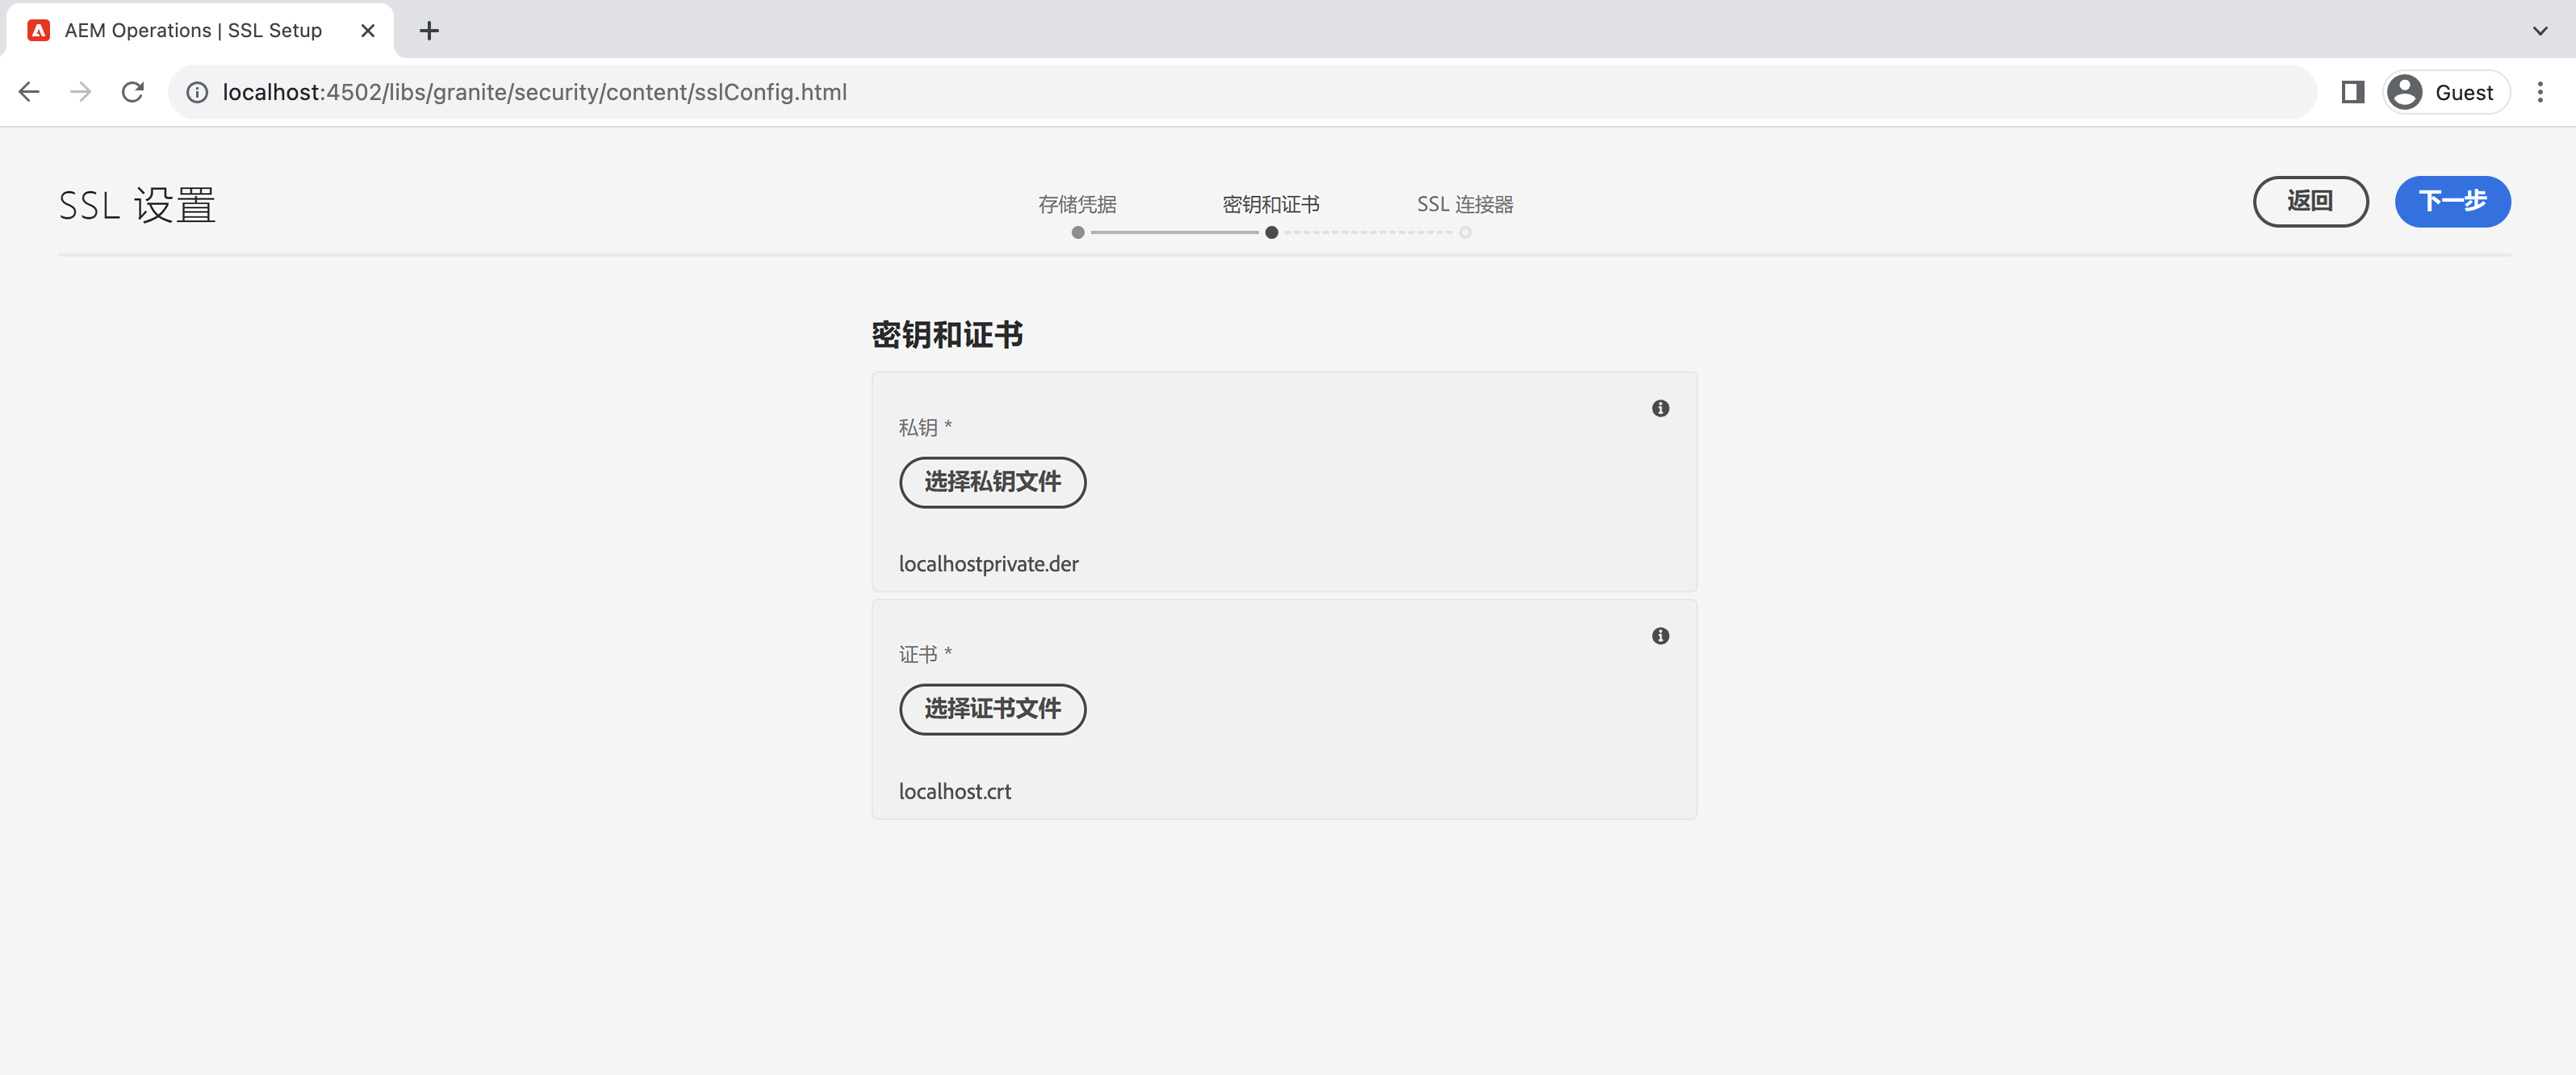 AEM Operations | SSL Setup
localhost:4502/libs/granite/security/content/sslConfig.html
Guest
SSL 设置
存储凭据
密钥和证书
SSL 连接器
返回
下一步
密钥和证书
私钥 *
选择私钥文件
localhostprivate.der
证书 *
选择证书文件
localhost.crt